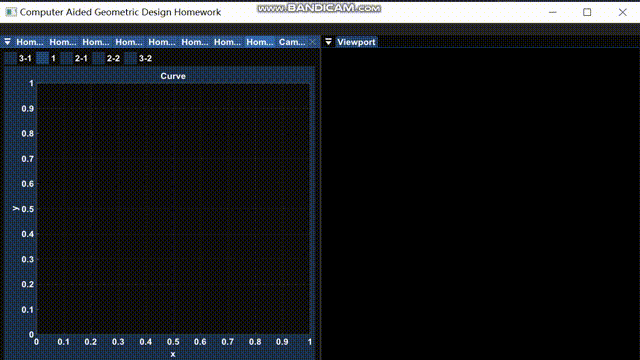 www.BANDICAM.com
Computer Aided Geometric Design Homework
Hom... Hom... Hom... Hom... Hom... Hom... Hom... Hom... Cam... Viewport
3-1 1 2-1 2-2 3-2
Curve
1
0.9
0.8
0.7
0.6
y
0.5
0.4
0.3
0.2
0.1
0
0 0.1 0.2 0.3 0.4 0.5 0.6 0.7 0.8 0.9 1
x